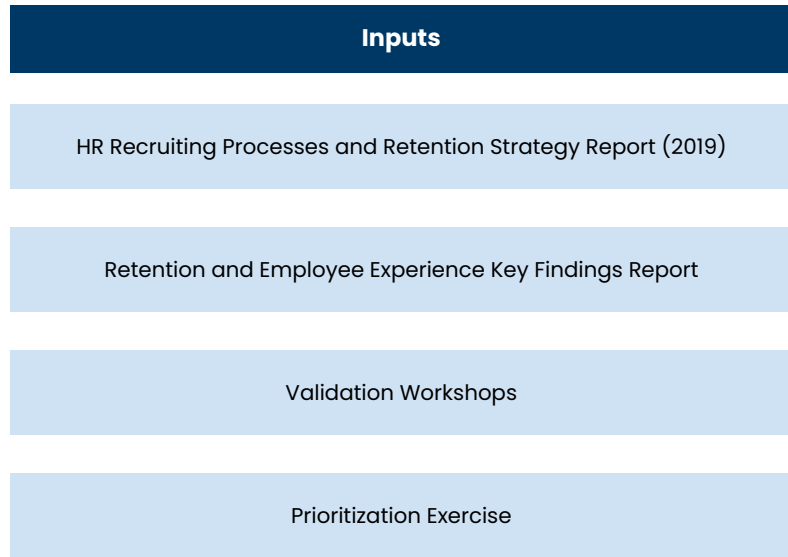 Inputs
HR Recruiting Processes and Retention Strategy Report (2019)
Retention and Employee Experience Key Findings Report
Validation Workshops
Prioritization Exercise